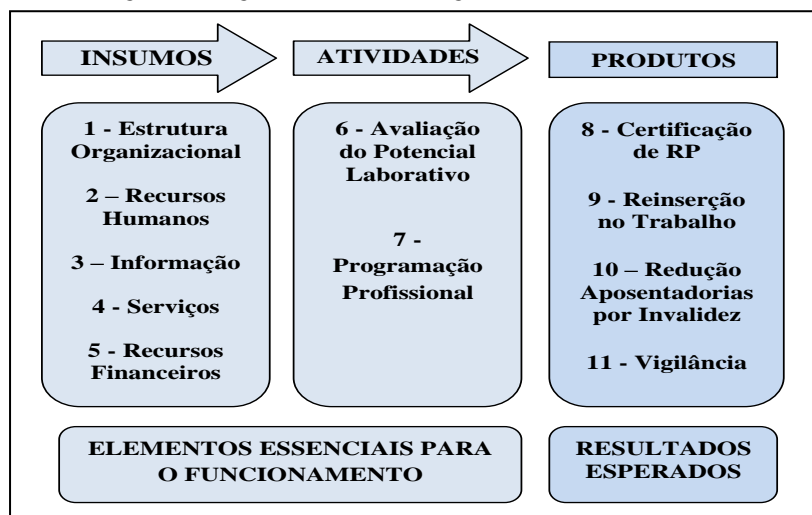 INSUMOS
ATIVIDADES
PRODUTOS
1 - Estrutura
Organizacional
2 – Recursos
Humanos
3 – Informação
4 - Serviços
5 - Recursos
Financeiros
6 - Avaliação
do Potencial
Laborativo
7 -
Programação
Profissional
8 - Certificação
de RP
9 - Reinserção
no Trabalho
10 – Redução
Aposentadorias
por Invalidez
11 - Vigilância
ELEMENTOS ESSENCIAIS PARA
O FUNCIONAMENTO
RESULTADOS
ESPERADOS